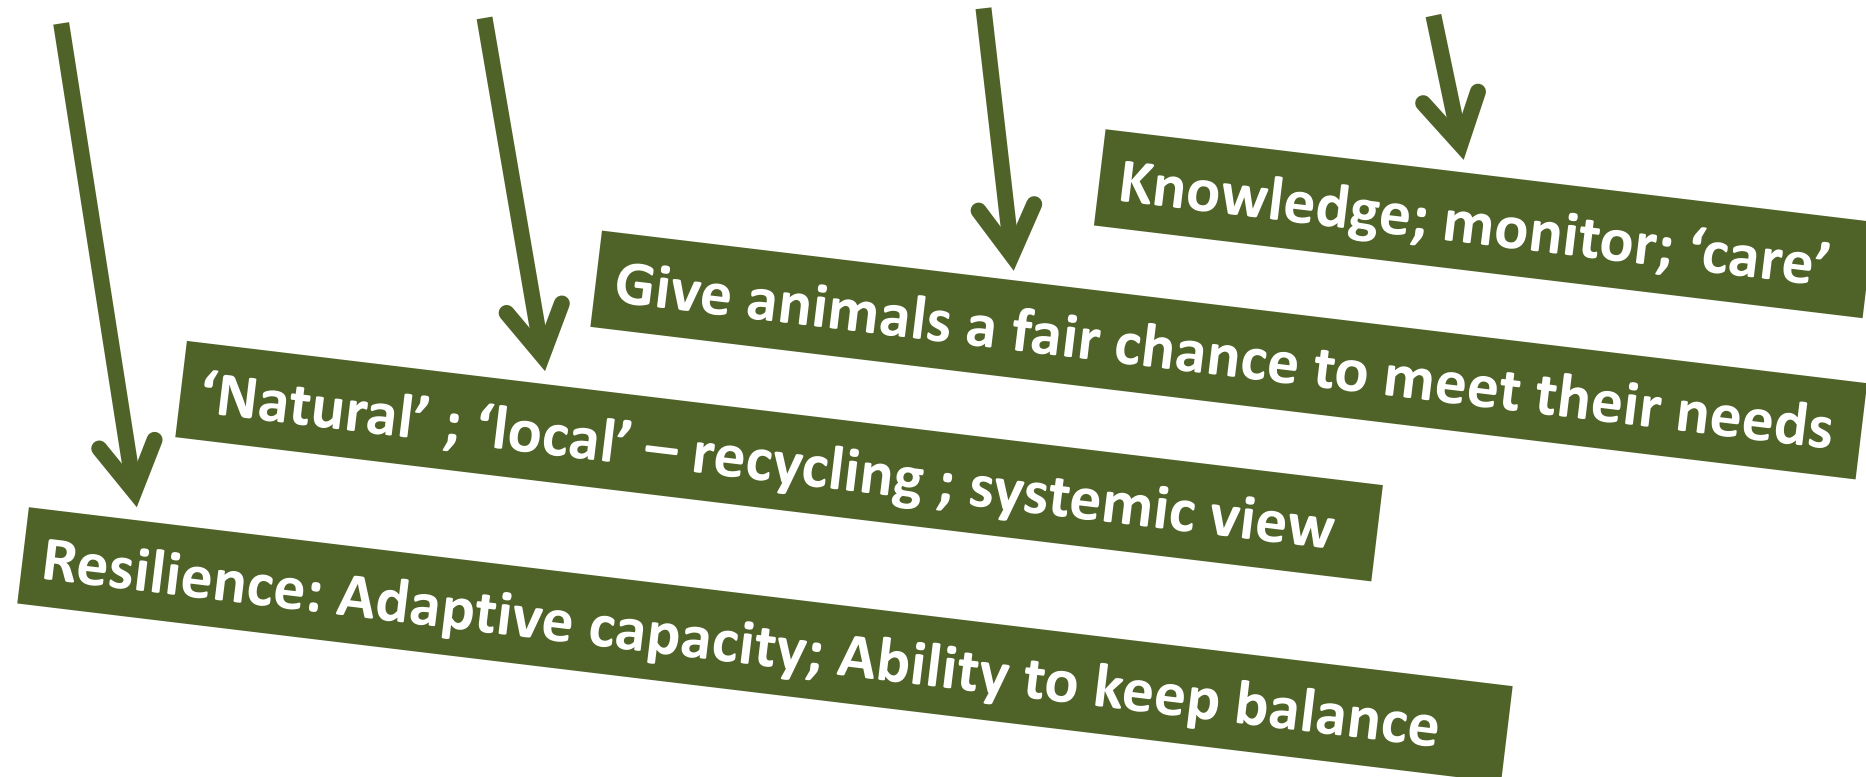 Knowledge; monitor; ‘care’
Give animals a fair chance to meet their needs
‘Natural’ ; ‘local’ – recycling ; systemic view
Resilience: Adaptive capacity; Ability to keep balance